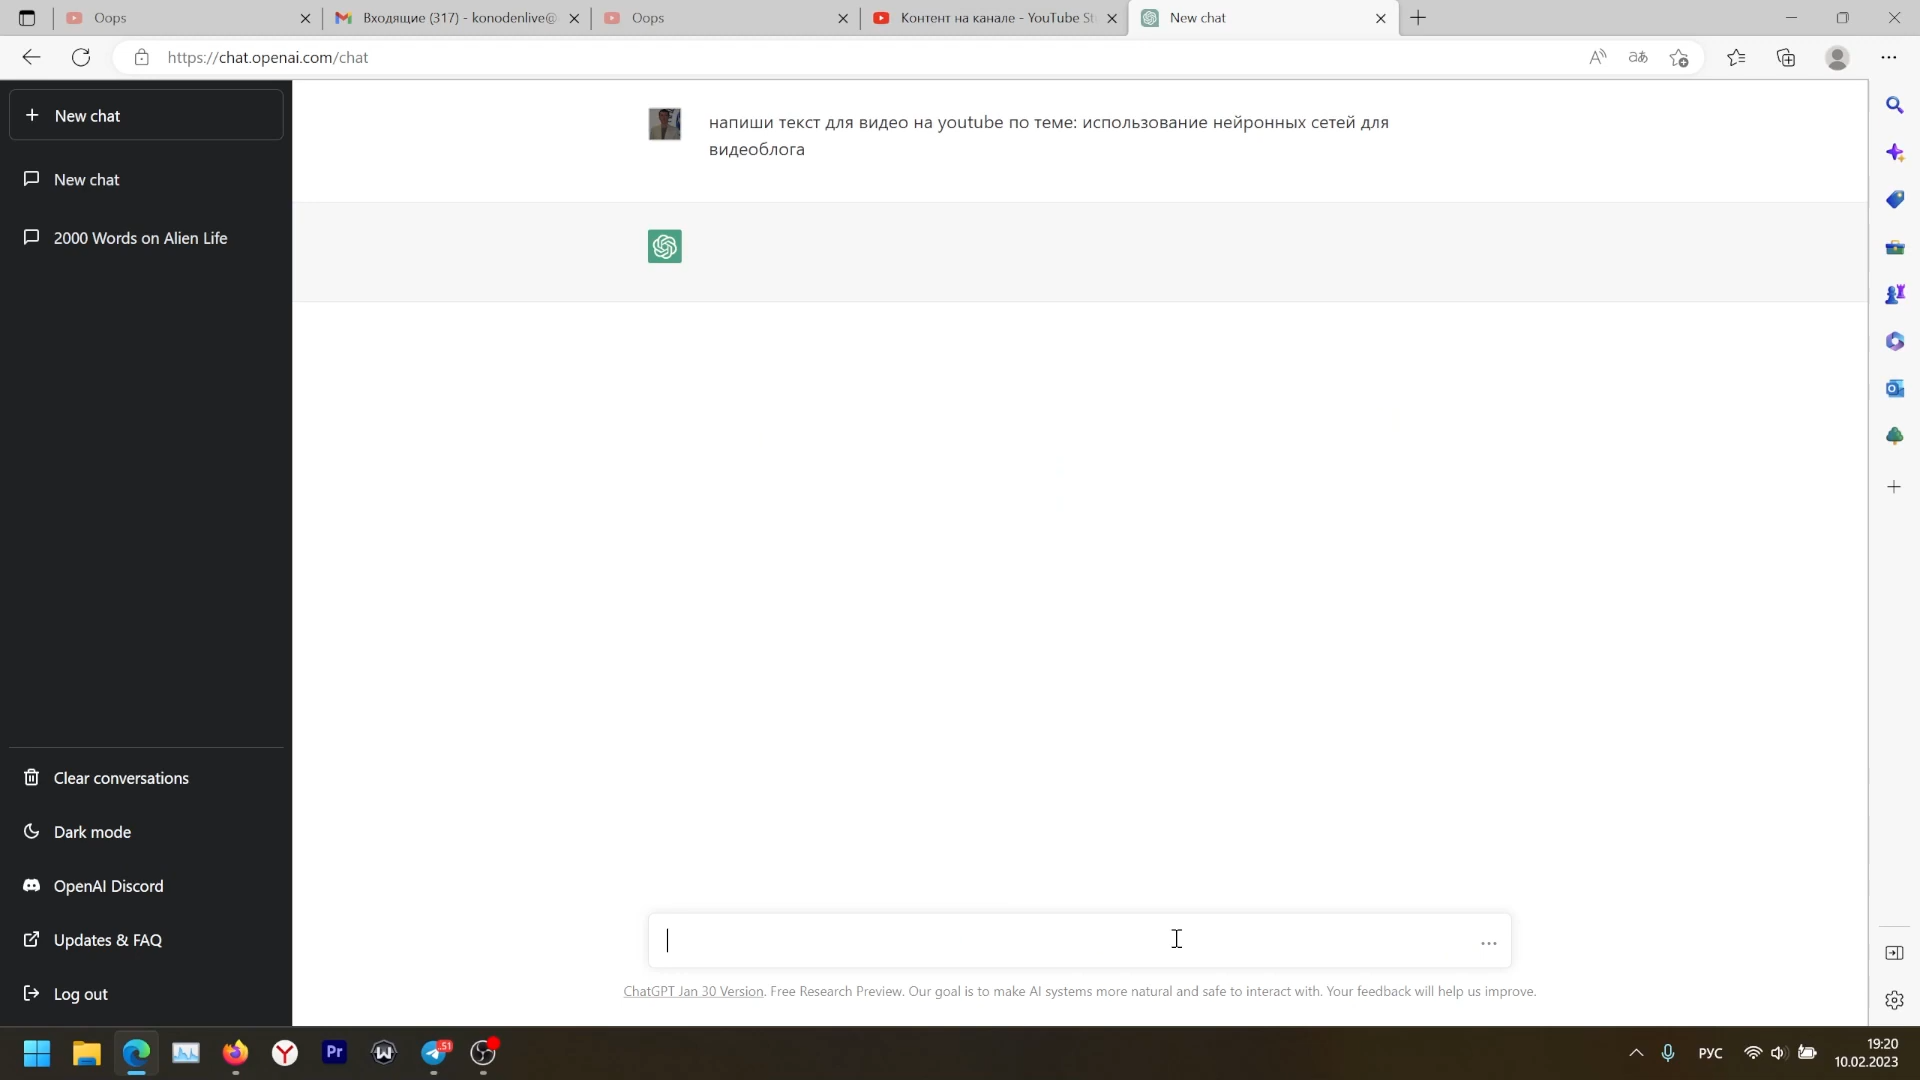 Oops
Входящие (317) - konodenlive@
Oops
Контент на канале - YouTube St
New chat
https://chat.openai.com/chat
New chat
New chat
2000 Words on Alien Life
напиши текст для видео на youtube по теме: использование нейронных сетей для
видеоблога
Clear conversations
Dark mode
OpenAI Discord
Updates & FAQ
Log out
ChatGPT Jan 30 Version. Free Research Preview. Our goal is to make AI systems more natural and safe to interact with. Your feedback will help us improve.
Pr
51
РУС
19:20
10.02.2023